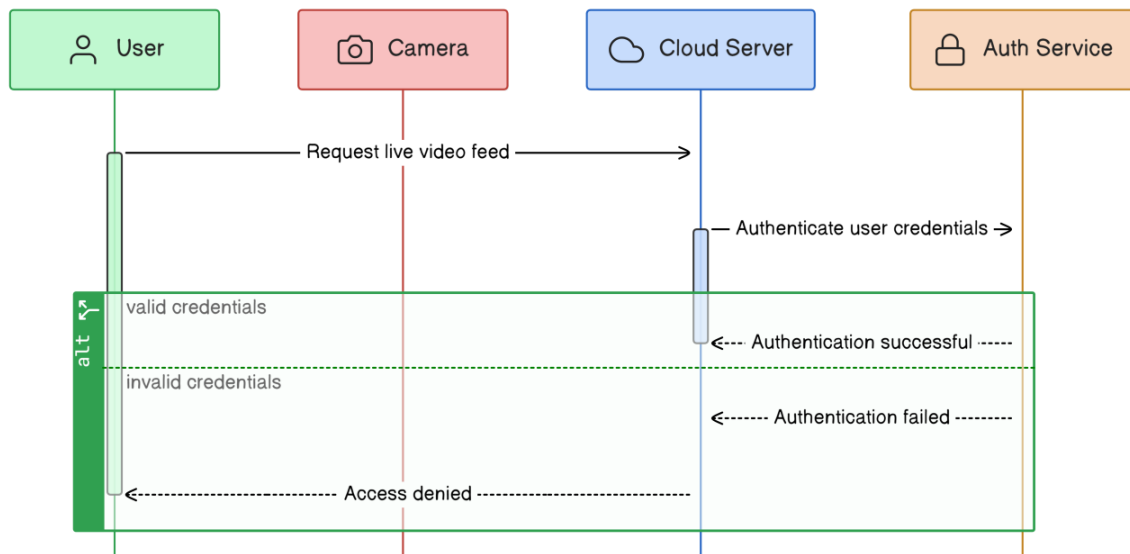 User
Camera
Cloud Server
Auth Service
Request live video feed
Authenticate user credentials
alt
valid credentials
Authentication successful
invalid credentials
Authentication failed
Access denied